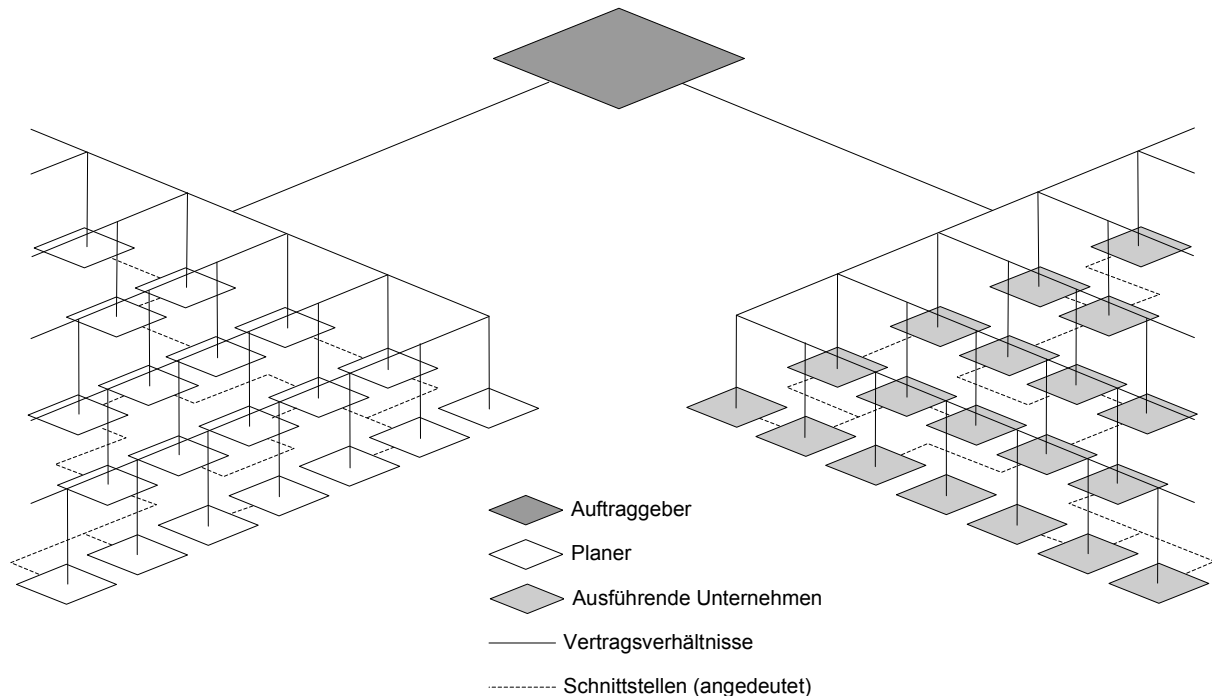 Auftraggeber
Planer
Ausführende Unternehmen
Vertragsverhältnisse
Schnittstellen (angedeutet)